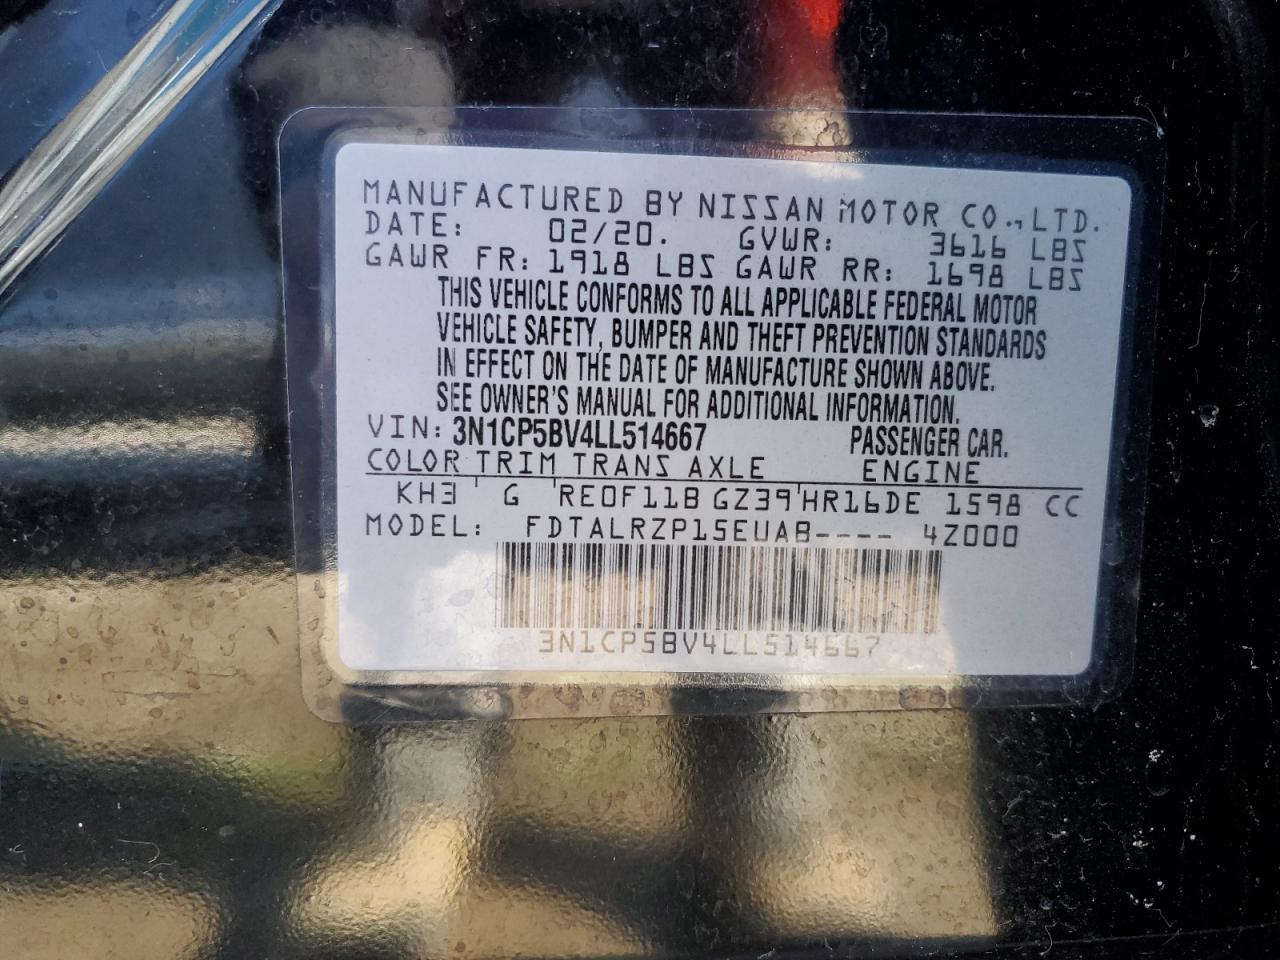 MANUFACTURED BY NISSAN MOTOR CO., LTD.
DATE: 02/20. GVWR: 3616 LBS
GAWR FR: 1918 LBS GAWR RR: 1698 LBS
THIS VEHICLE CONFORMS TO ALL APPLICABLE FEDERAL MOTOR
VEHICLE SAFETY, BUMPER AND THEFT PREVENTION STANDARDS
IN EFFECT ON THE DATE OF MANUFACTURE SHOWN ABOVE.
SEE OWNER'S MANUAL FOR ADDITIONAL INFORMATION.
VIN: 3N1CP5BV4LL514667 PASSENGER CAR.
COLOR TRIM TRANS AXLE ENGINE
KH3 G RE0F11B GZ39 HR16DE 1598 CC
MODEL: FDTALRZP15EUAB---- 4Z000
3N1CP5BV4LL514667